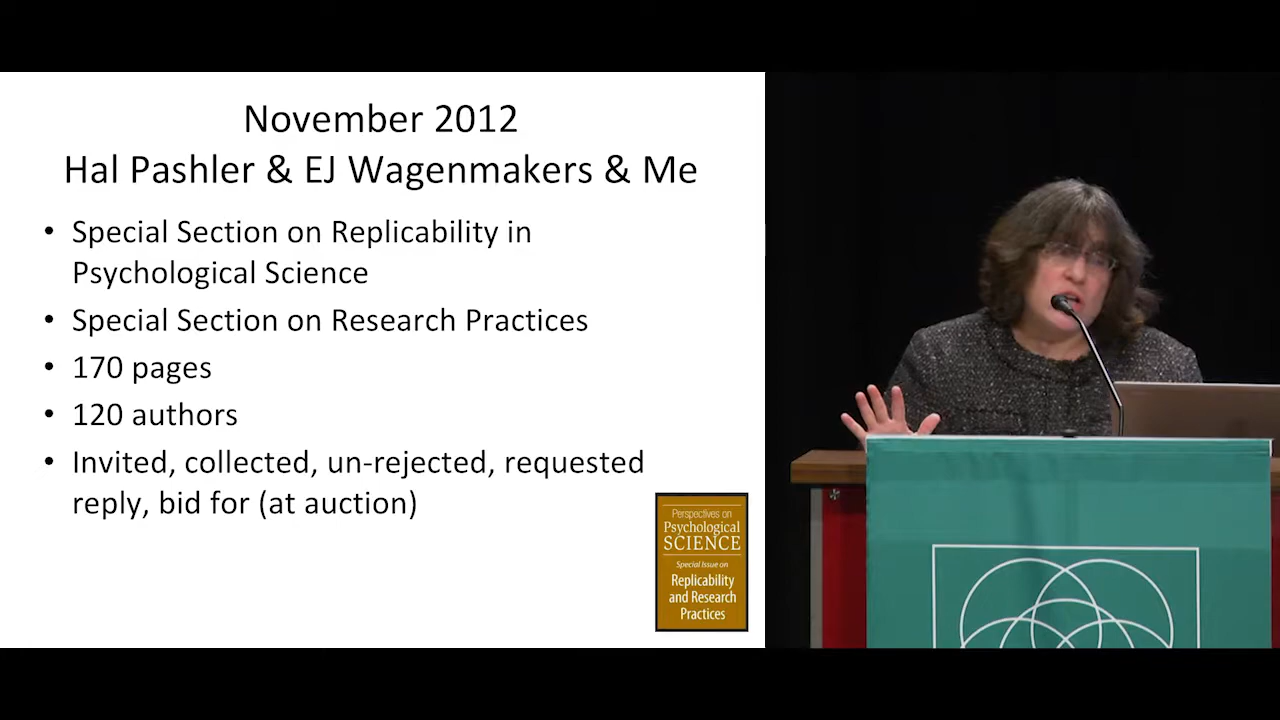 November 2012
Hal Pashler & EJ Wagenmakers & Me
• Special Section on Replicability in
Psychological Science
• Special Section on Research Practices
• 170 pages
• 120 authors
• Invited, collected, un-rejected, requested
reply, bid for (at auction)
Perspectives on
Psychological
SCIENCE
Special Issue on
Replicability
and Research
Practices